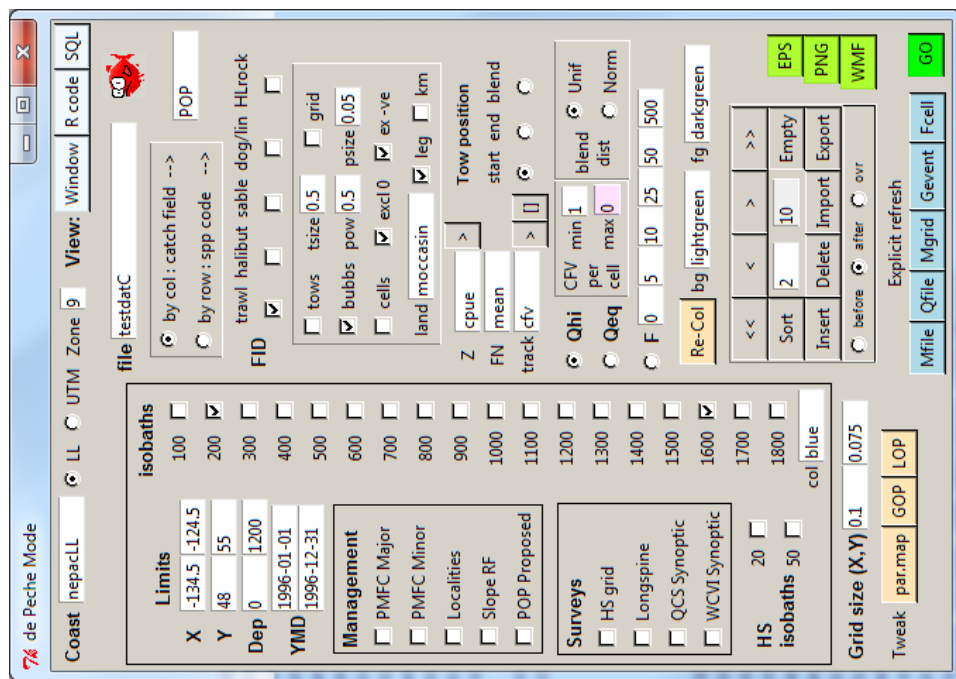 de Peche Mode
Coast nepacLL LL UTM Zone 9 View: Window R code SQL
Limits
X -134.5 -124.5
Y 48 55
Dep 0 1200
YMD 1996-01-01
1996-12-31
Management
PMFC Major
PMFC Minor
Localities
Slope RF
POP Proposed
Surveys
HS grid
Longspine
QCS Synoptic
WCVI Synoptic
HS 20
isobaths 50
isobaths
100
200
300
400
500
600
700
800
900
1000
1100
1200
1300
1400
1500
1600
1700
1800
col blue
file testdatC
by col : catch field -->
by row : spp code -->
POP
trawl halibut sable dog/lin HLrock
FID
tows tsize 0.5 grid
bubbs pow 0.5 psize 0.05
cells excl 0 ex -ve
land moccasin leg km
Z cpue >
FN mean
track cfv > []
Tow position
start end blend
Qhi
Qeq
CFV min 1
per
cell max 0
blend Unif
dist Norm
F 0 5 10 25 50 500
Re-Col bg lightgreen fg darkgreen
<< < > >>
Sort 2 10 Empty
Insert Delete Import Export
before after ovr
EPS
PNG
WMF
Grid size (X,Y) 0.1 0.075
Explicit refresh
Tweak par.map GOP LOP Mfile Qfile Mgrid Gevent Fcell GO